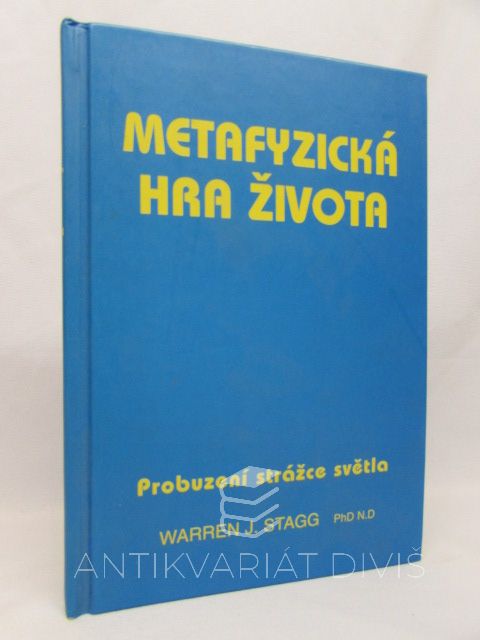 METAFYZICKÁ
HRA ŽIVOTA
Probuzení strážce světla
WARREN J. STAGG PhD N.D
ANTIKVARIÁT DIVIŠ